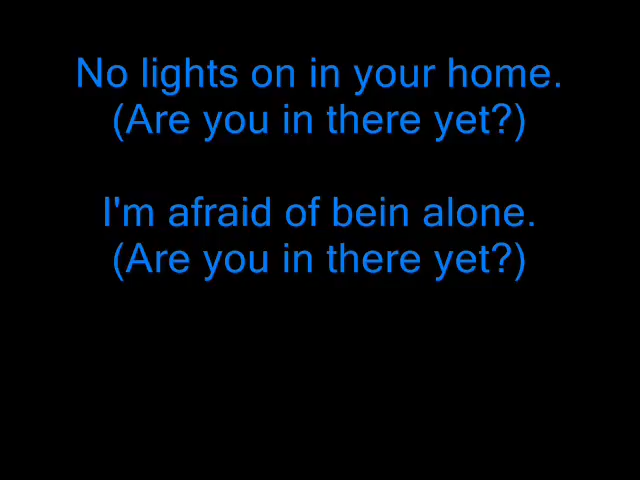 No lights on in your home.
(Are you in there yet?)
I'm afraid of bein alone.
(Are you in there yet?)